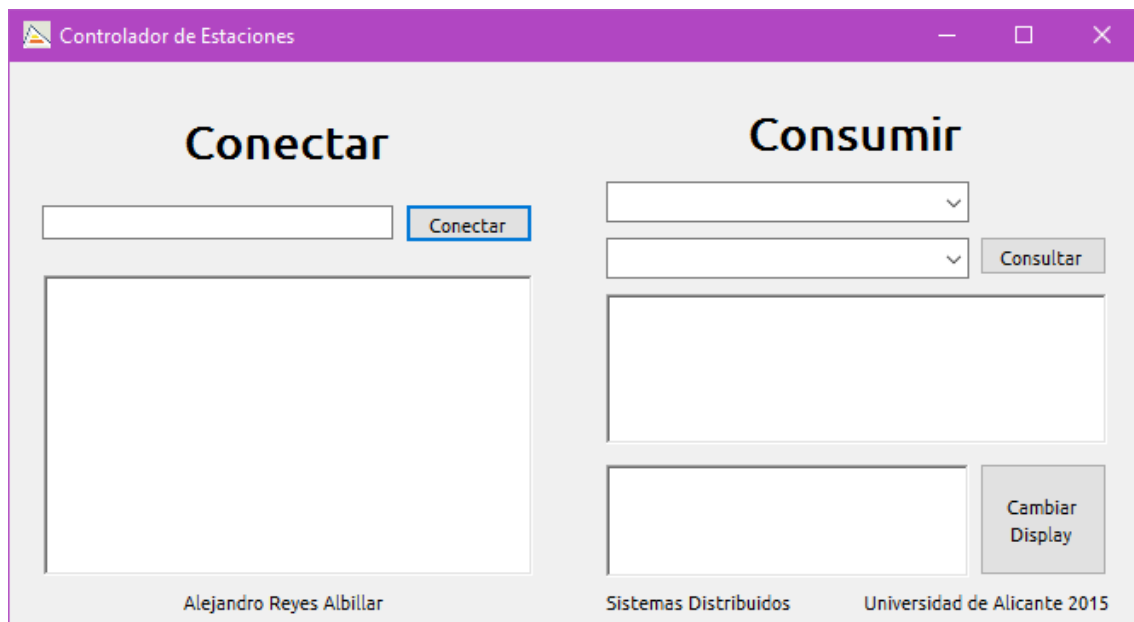 Controlador de Estaciones
Conectar
Conectar
Consumir
Consultar
Cambiar
Display
Alejandro Reyes Albillar
Sistemas Distribuidos
Universidad de Alicante 2015